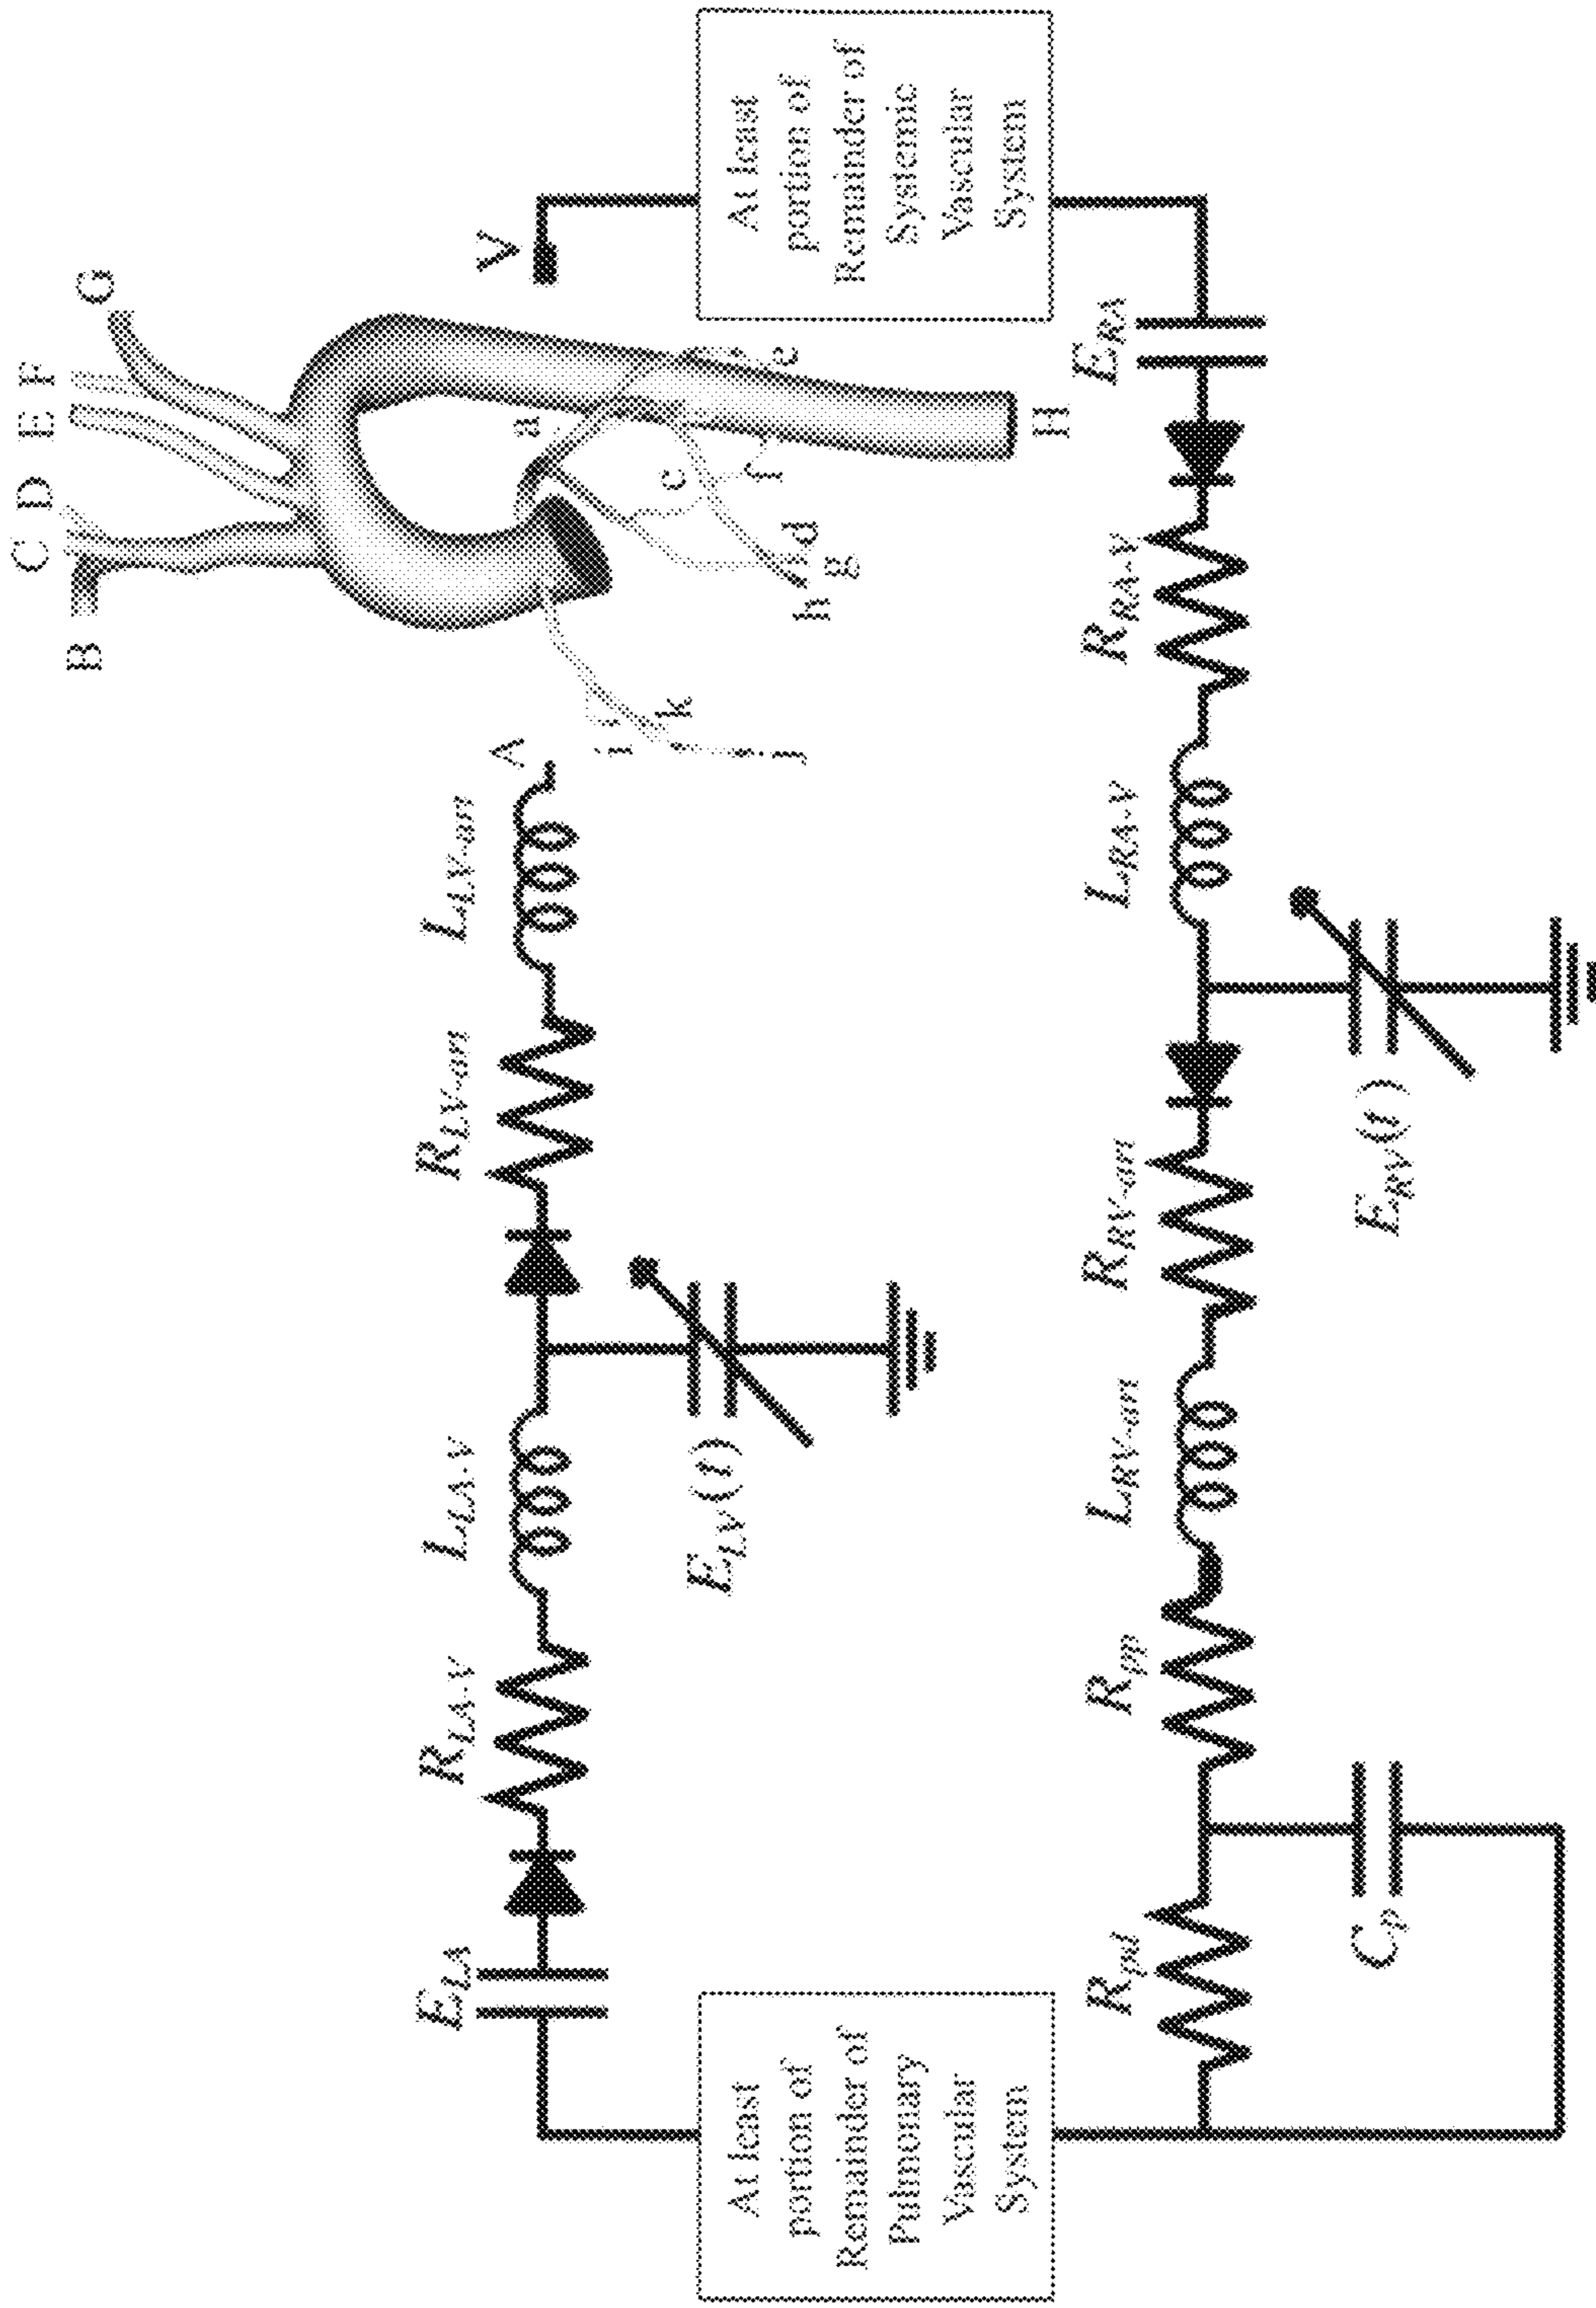 C D E F
B G
E_LA R_LA-V L_LA-V R_LV-art L_LV-art A V
a
i c
k
E_LV(t) j h d f e
g
H
At least
portion of
Remainder of
Pulmonary
Vascular
System
At least
portion of
Remainder of
Systemic
Vascular
System
R_pd R_pp L_RV-art R_RV-art L_RA-V R_RA-V E_RA
C_p E_RV(t)